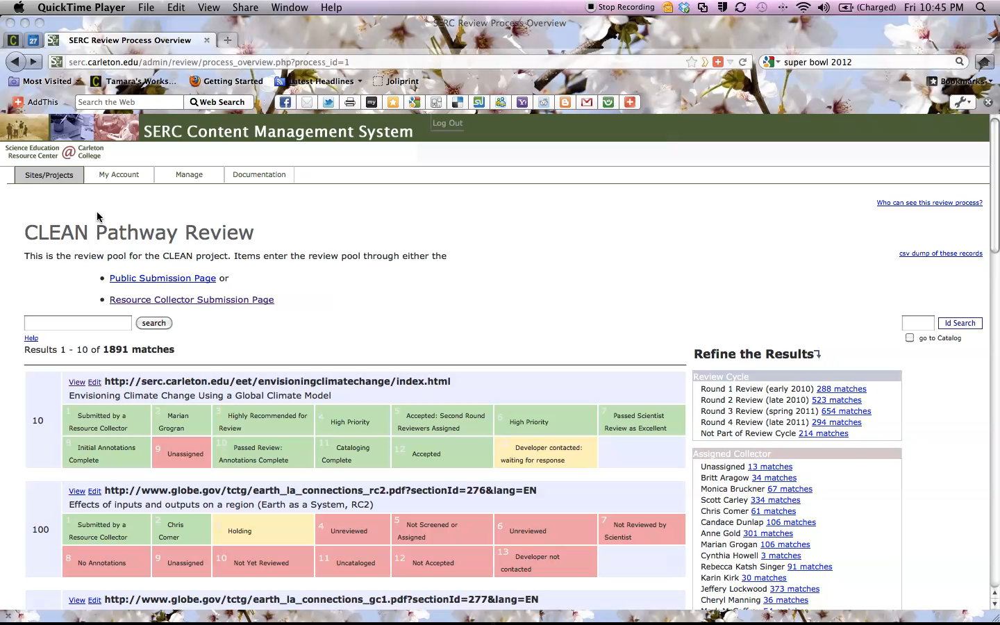 QuickTime Player File Edit View Share Window Help Stop Recording (Charged) Fri 10:45 PM
SERC Review Process Overview
27 SERC Review Process Overview
serc.carleton.edu/admin/review/process_overview.php?process_id=1 super bowl 2012
Most Visited Tamara's Works... Getting Started Latest Headlines Joliprint Bookmarks
AddThis Search the Web Web Search my
SERC Content Management System Log Out
Science Education
Resource Center @ Carleton
College
Sites/Projects My Account Manage Documentation
Who can see this review process?
CLEAN Pathway Review
This is the review pool for the CLEAN project. Items enter the review pool through either the
csv dump of these records
• Public Submission Page or
• Resource Collector Submission Page
search Id Search
Help go to Catalog
Results 1 - 10 of 1891 matches
Refine the Results
View Edit http://serc.carleton.edu/eet/envisioningclimatechange/index.html
Envisioning Climate Change Using a Global Climate Model
10
1 Submitted by a Resource Collector
2 Marian Grogran
3 Highly Recommended for Review
4 High Priority
5 Accepted: Second Round Reviewers Assigned
6 High Priority
7 Passed Scientist Review as Excellent
8 Initial Annotations Complete
9 Unassigned
10 Passed Review: Annotations Complete
11 Cataloging Complete
12 Accepted
Developer contacted: waiting for response
View Edit http://www.globe.gov/tctg/earth_la_connections_rc2.pdf?sectionId=276&lang=EN
Effects of inputs and outputs on a region (Earth as a System, RC2)
100
1 Submitted by a Resource Collector
2 Chris Comer
Holding
4 Unreviewed
5 Not Screened or Assigned
6 Unreviewed
7 Not Reviewed by Scientist
8 No Annotations
9 Unassigned
10 Not Yet Reviewed
11 Uncataloged
12 Not Accepted
13 Developer not contacted
View Edit http://www.globe.gov/tctg/earth_la_connections_gc1.pdf?sectionId=277&lang=EN
Review Cycle
Round 1 Review (early 2010) 288 matches
Round 2 Review (late 2010) 523 matches
Round 3 Review (spring 2011) 654 matches
Round 4 Review (late 2011) 294 matches
Not Part of Review Cycle 214 matches
Assigned Collector
Unassigned 13 matches
Britt Aragow 34 matches
Monica Bruckner 67 matches
Scott Carley 334 matches
Chris Comer 61 matches
Candace Dunlap 106 matches
Anne Gold 301 matches
Marian Grogan 106 matches
Cynthia Howell 3 matches
Rebecca Katsh Singer 91 matches
Karin Kirk 30 matches
Jeffery Lockwood 373 matches
Cheryl Manning 36 matches